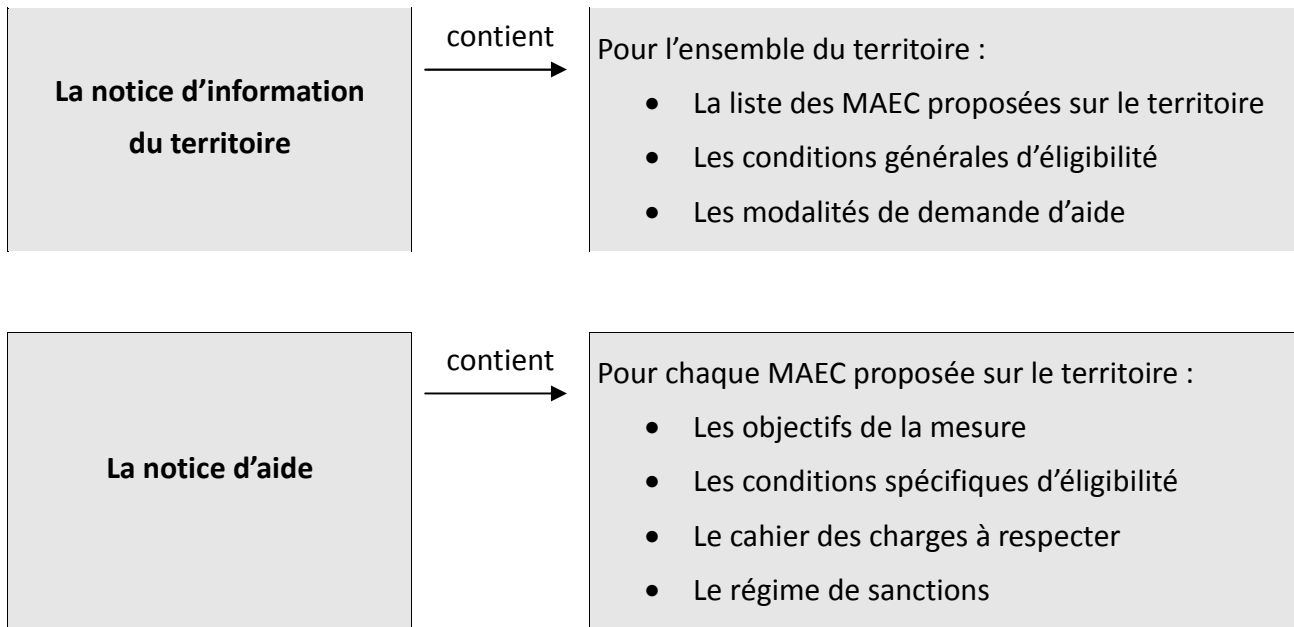 La notice d’information
du territoire
contient
Pour l’ensemble du territoire :
• La liste des MAEC proposées sur le territoire
• Les conditions générales d’éligibilité
• Les modalités de demande d’aide
La notice d’aide
contient
Pour chaque MAEC proposée sur le territoire :
• Les objectifs de la mesure
• Les conditions spécifiques d’éligibilité
• Le cahier des charges à respecter
• Le régime de sanctions